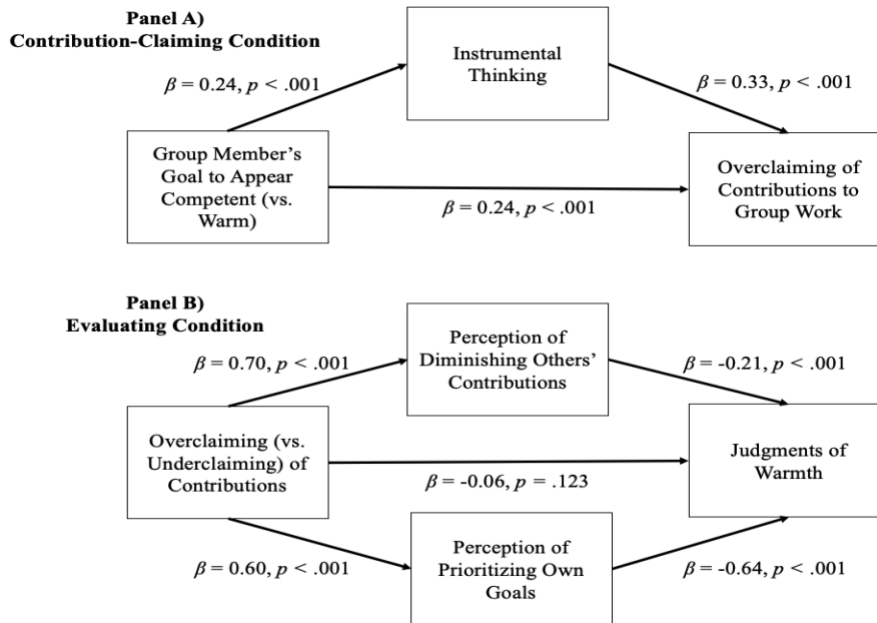 Panel A)
Contribution-Claiming Condition
Instrumental
Thinking
β = 0.24, p < .001
β = 0.33, p < .001
Group Member’s
Goal to Appear
Competent (vs.
Warm)
Overclaiming of
Contributions to
Group Work
β = 0.24, p < .001
Panel B)
Evaluating Condition
Perception of
Diminishing Others’
Contributions
β = 0.70, p < .001
β = -0.21, p < .001
Overclaiming (vs.
Underclaiming) of
Contributions
Judgments of
Warmth
β = -0.06, p = .123
Perception of
Prioritizing Own
Goals
β = 0.60, p < .001
β = -0.64, p < .001